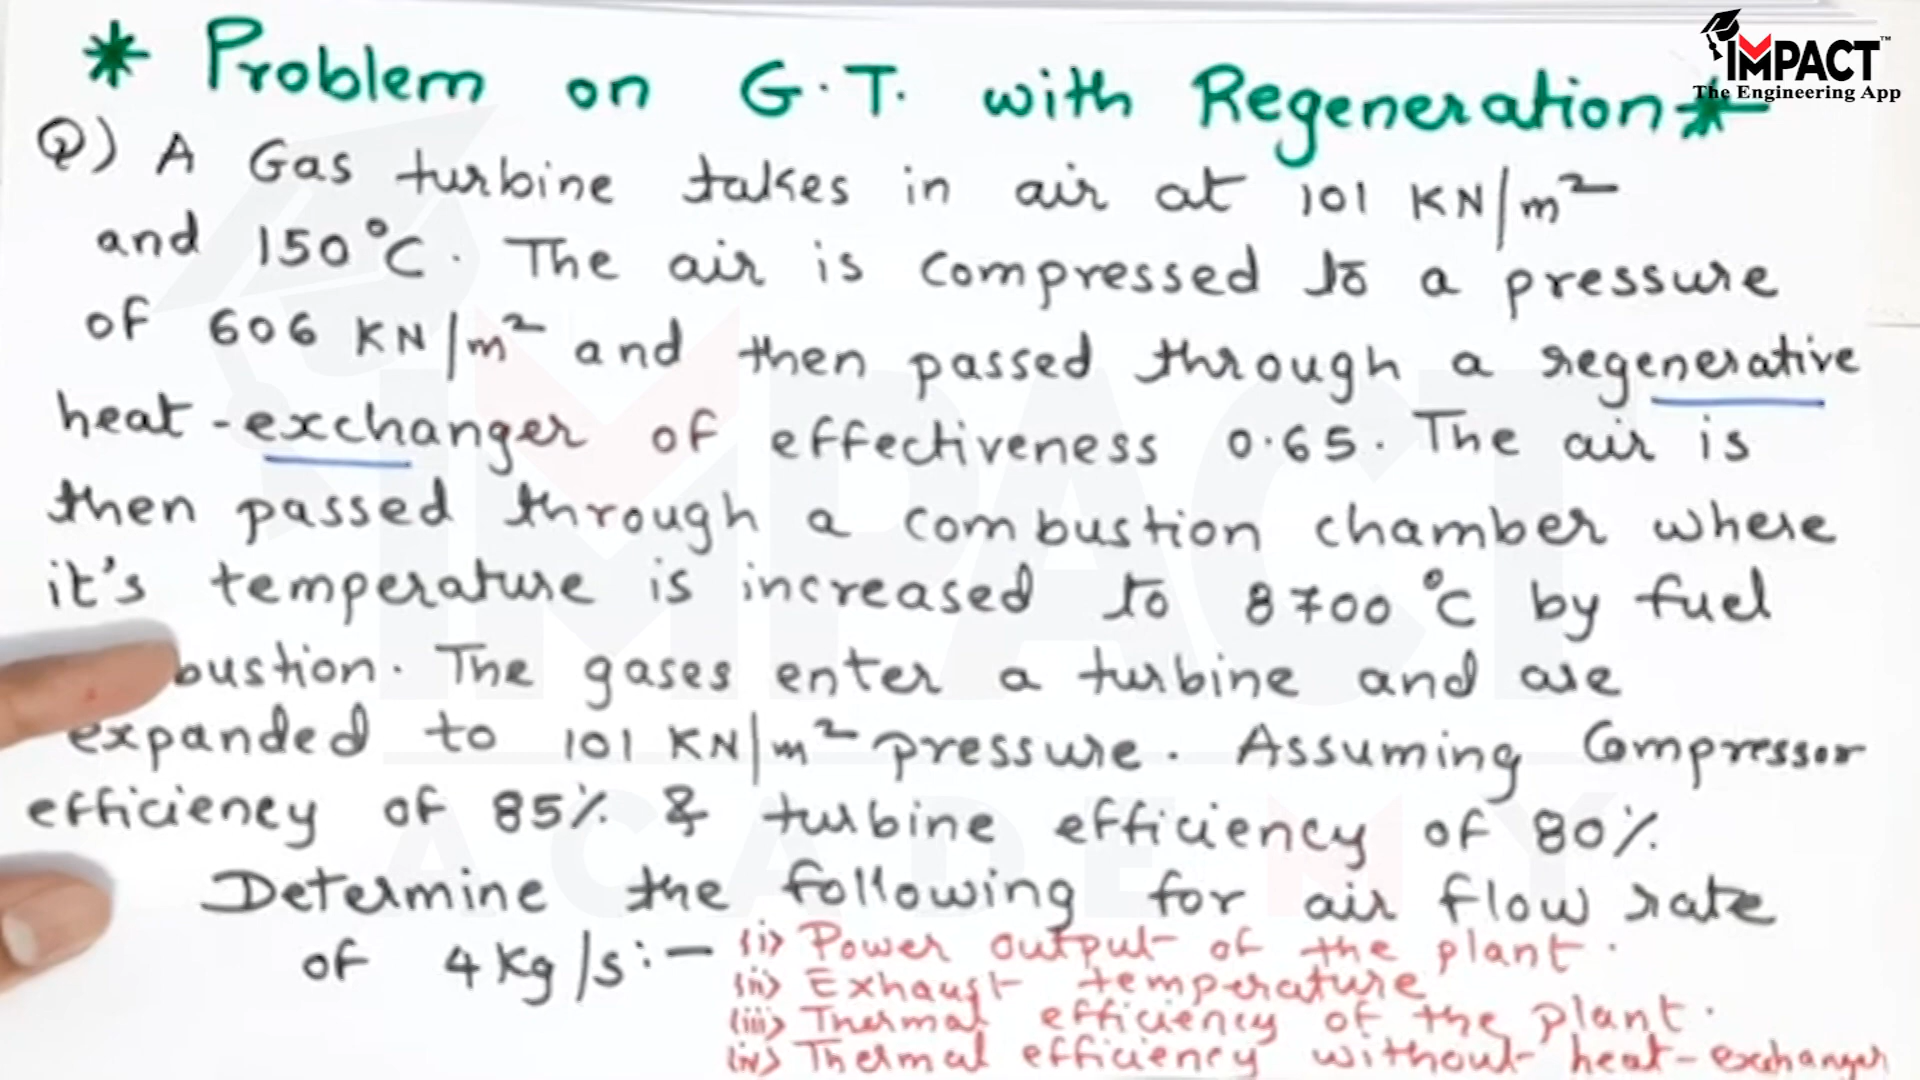 * Problem on G.T. with Regeneration *
IMPACT™
The Engineering App
Q) A Gas turbine takes in air at 101 KN/m²
and 150°C. The air is compressed to a pressure
of 606 KN/m² and then passed through a regenerative
heat-exchanger of effectiveness 0.65. The air is
then passed through a combustion chamber where
it's temperature is increased to 8700 °C by fuel
bustion. The gases enter a turbine and are
expanded to 101 KN/m² pressure. Assuming Compressor
efficieney of 85% & turbine efficiency of 80%.
Determine the following for air flow rate
of 4 Kg/s:-
(i) Power output of the plant.
(ii) Exhaust temperature
(iii) Thermal efficiency of the plant.
(iv) Thermal efficiency without heat-exchanger
IMPACT
ACADEMY